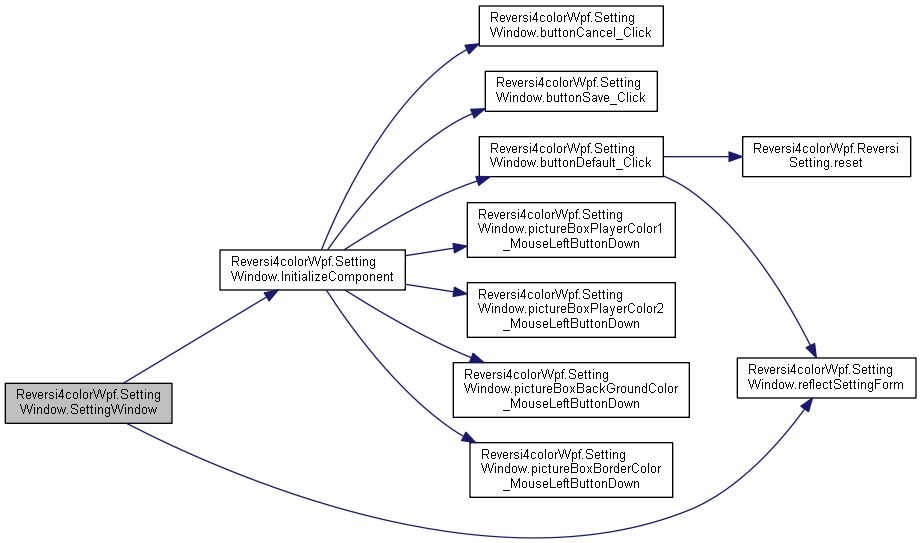 Reversi4colorWpf.Setting
Window.buttonCancel_Click
Reversi4colorWpf.Setting
Window.buttonSave_Click
Reversi4colorWpf.Setting
Window.buttonDefault_Click
Reversi4colorWpf.Reversi
Setting.reset
Reversi4colorWpf.Setting
Window.pictureBoxPlayerColor1
_MouseLeftButtonDown
Reversi4colorWpf.Setting
Window.InitializeComponent
Reversi4colorWpf.Setting
Window.pictureBoxPlayerColor2
_MouseLeftButtonDown
Reversi4colorWpf.Setting
Window.pictureBoxBackGroundColor
_MouseLeftButtonDown
Reversi4colorWpf.Setting
Window.reflectSettingForm
Reversi4colorWpf.Setting
Window.SettingWindow
Reversi4colorWpf.Setting
Window.pictureBoxBorderColor
_MouseLeftButtonDown